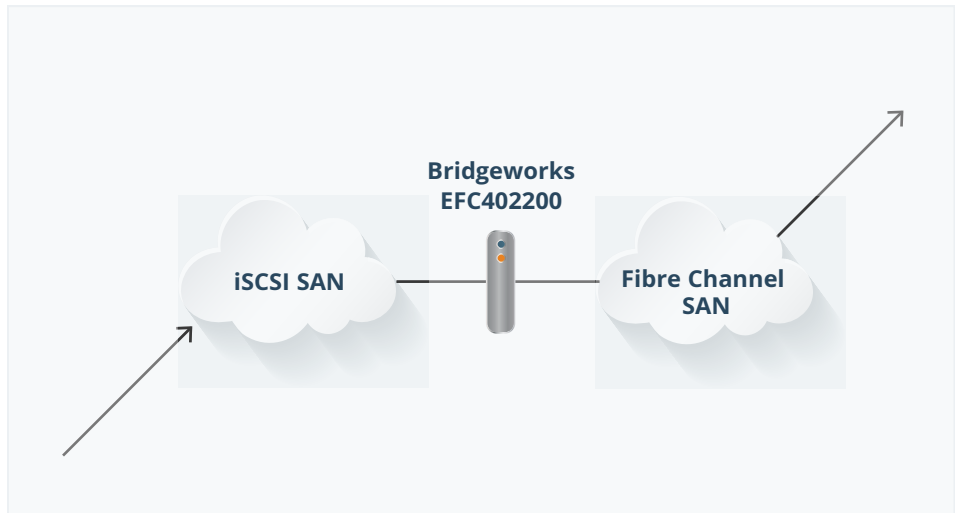 Bridgeworks
EFC402200
iSCSI SAN
Fibre Channel
SAN